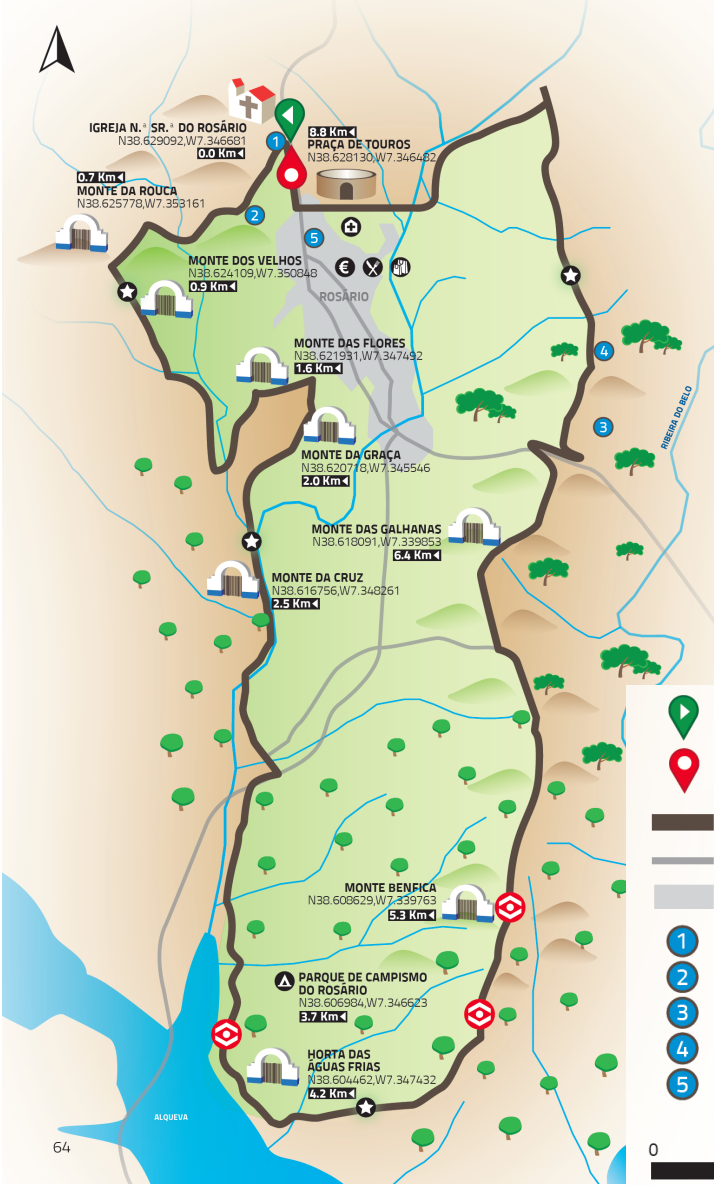 IGREJA N.ª SR.ª DO ROSÁRIO
N38.629092,W7.346681
0.0 Km
1
8.8 Km
PRAÇA DE TOUROS
N38.628130,W7.346482
0.7 Km
MONTE DA ROUCA
N38.625778,W7.353161
2
5
€
ROSÁRIO
MONTE DOS VELHOS
N38.624109,W7.350848
0.9 Km
MONTE DAS FLORES
N38.621931,W7.347492
1.6 Km
4
3
RIBEIRA DO BELO
MONTE DA GRAÇA
N38.620718,W7.345546
2.0 Km
MONTE DAS GALHANAS
N38.618091,W7.339853
6.4 Km
MONTE DA CRUZ
N38.616756,W7.348261
2.5 Km
MONTE BENFICA
N38.608629,W7.339763
5.3 Km
PARQUE DE CAMPISMO
DO ROSÁRIO
N38.606984,W7.346623
3.7 Km
HORTA DAS
ÁGUAS FRIAS
N38.604462,W7.347432
4.2 Km
ALQUEVA
64
1
2
3
4
5
0